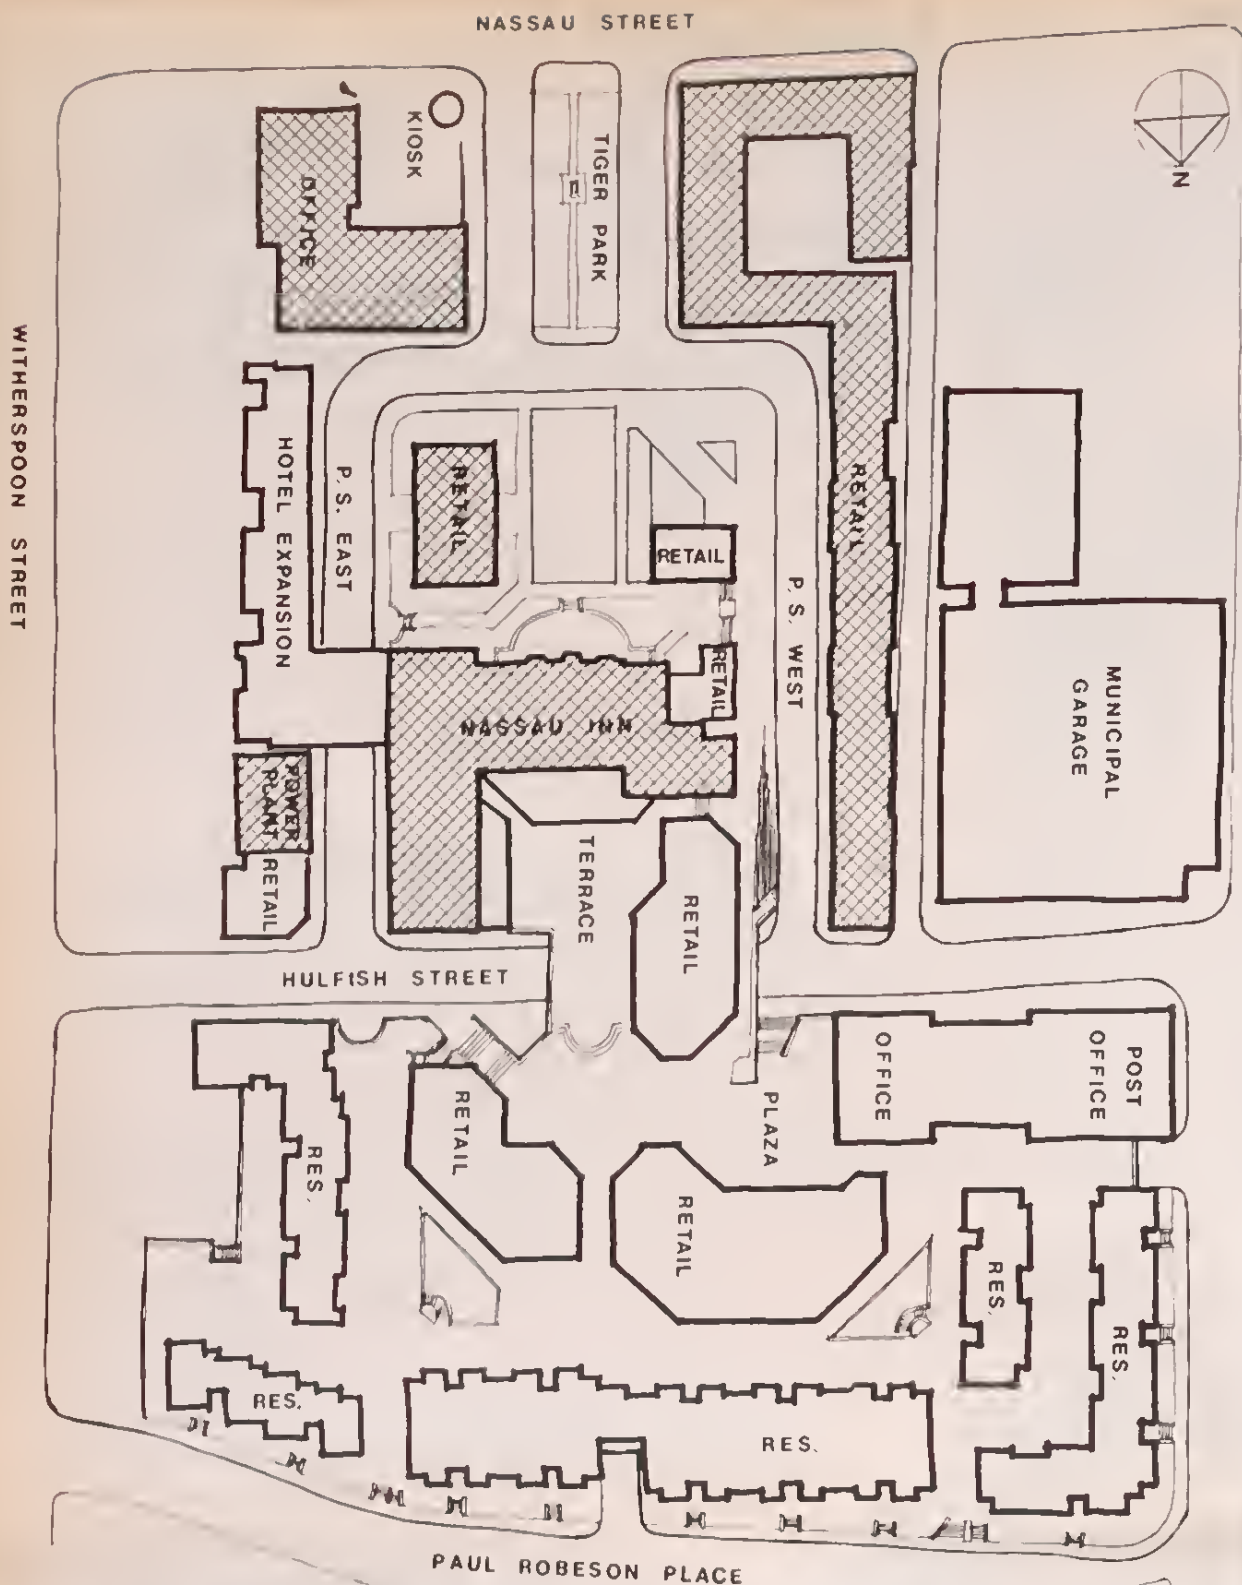 NASSAU STREET
KIOSK
TIGER PARK
N
OFFICE
WITHERSPOON STREET
HOTEL EXPANSION
P.S. EAST
RETAIL
RETAIL
RETAIL
P.S. WEST
RETAIL
NASSAU INN
MUNICIPAL
GARAGE
POWER
PLANT
RETAIL
TERRACE
RETAIL
HULFISH STREET
OFFICE
POST
OFFICE
RES.
RETAIL
PLAZA
RETAIL
RES.
RES.
RES.
RES.
PAUL ROBESON PLACE